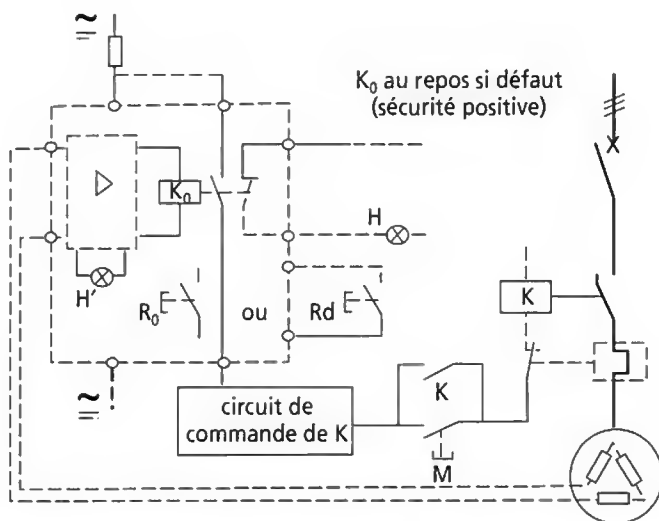 K₀ au repos si défaut
(sécurité positive)
K₀
H
H′
R₀
ou
Rd
K
circuit de
commande de K
K
M